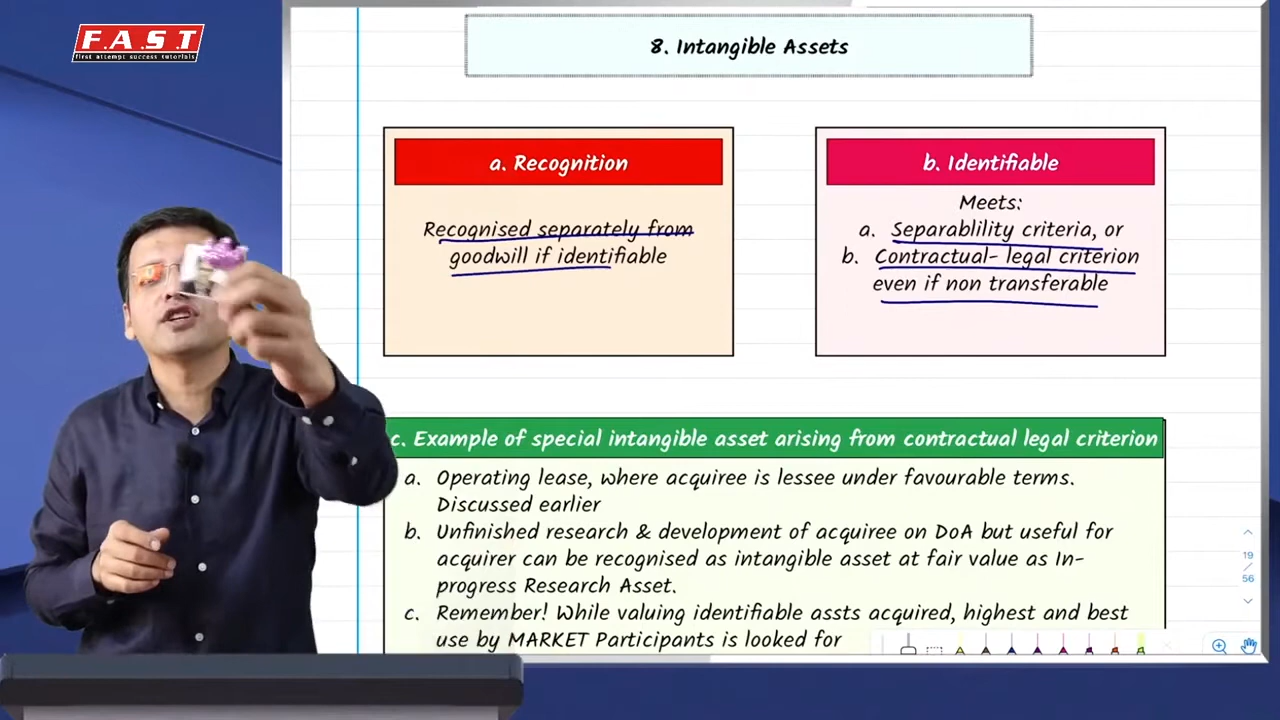 F.A.S.T
first attempt success tutorials
8. Intangible Assets
a. Recognition
Recognised separately from
goodwill if identifiable
b. Identifiable
Meets:
a. Separablility criteria, or
b. Contractual- legal criterion
even if non transferable
c. Example of special intangible asset arising from contractual legal criterion
a. Operating lease, where acquiree is lessee under favourable terms.
Discussed earlier
b. Unfinished research & development of acquiree on DoA but useful for
acquirer can be recognised as intangible asset at fair value as In-
progress Research Asset.
c. Remember! While valuing identifiable assts acquired, highest and best
use by MARKET Participants is looked for
19
/
56